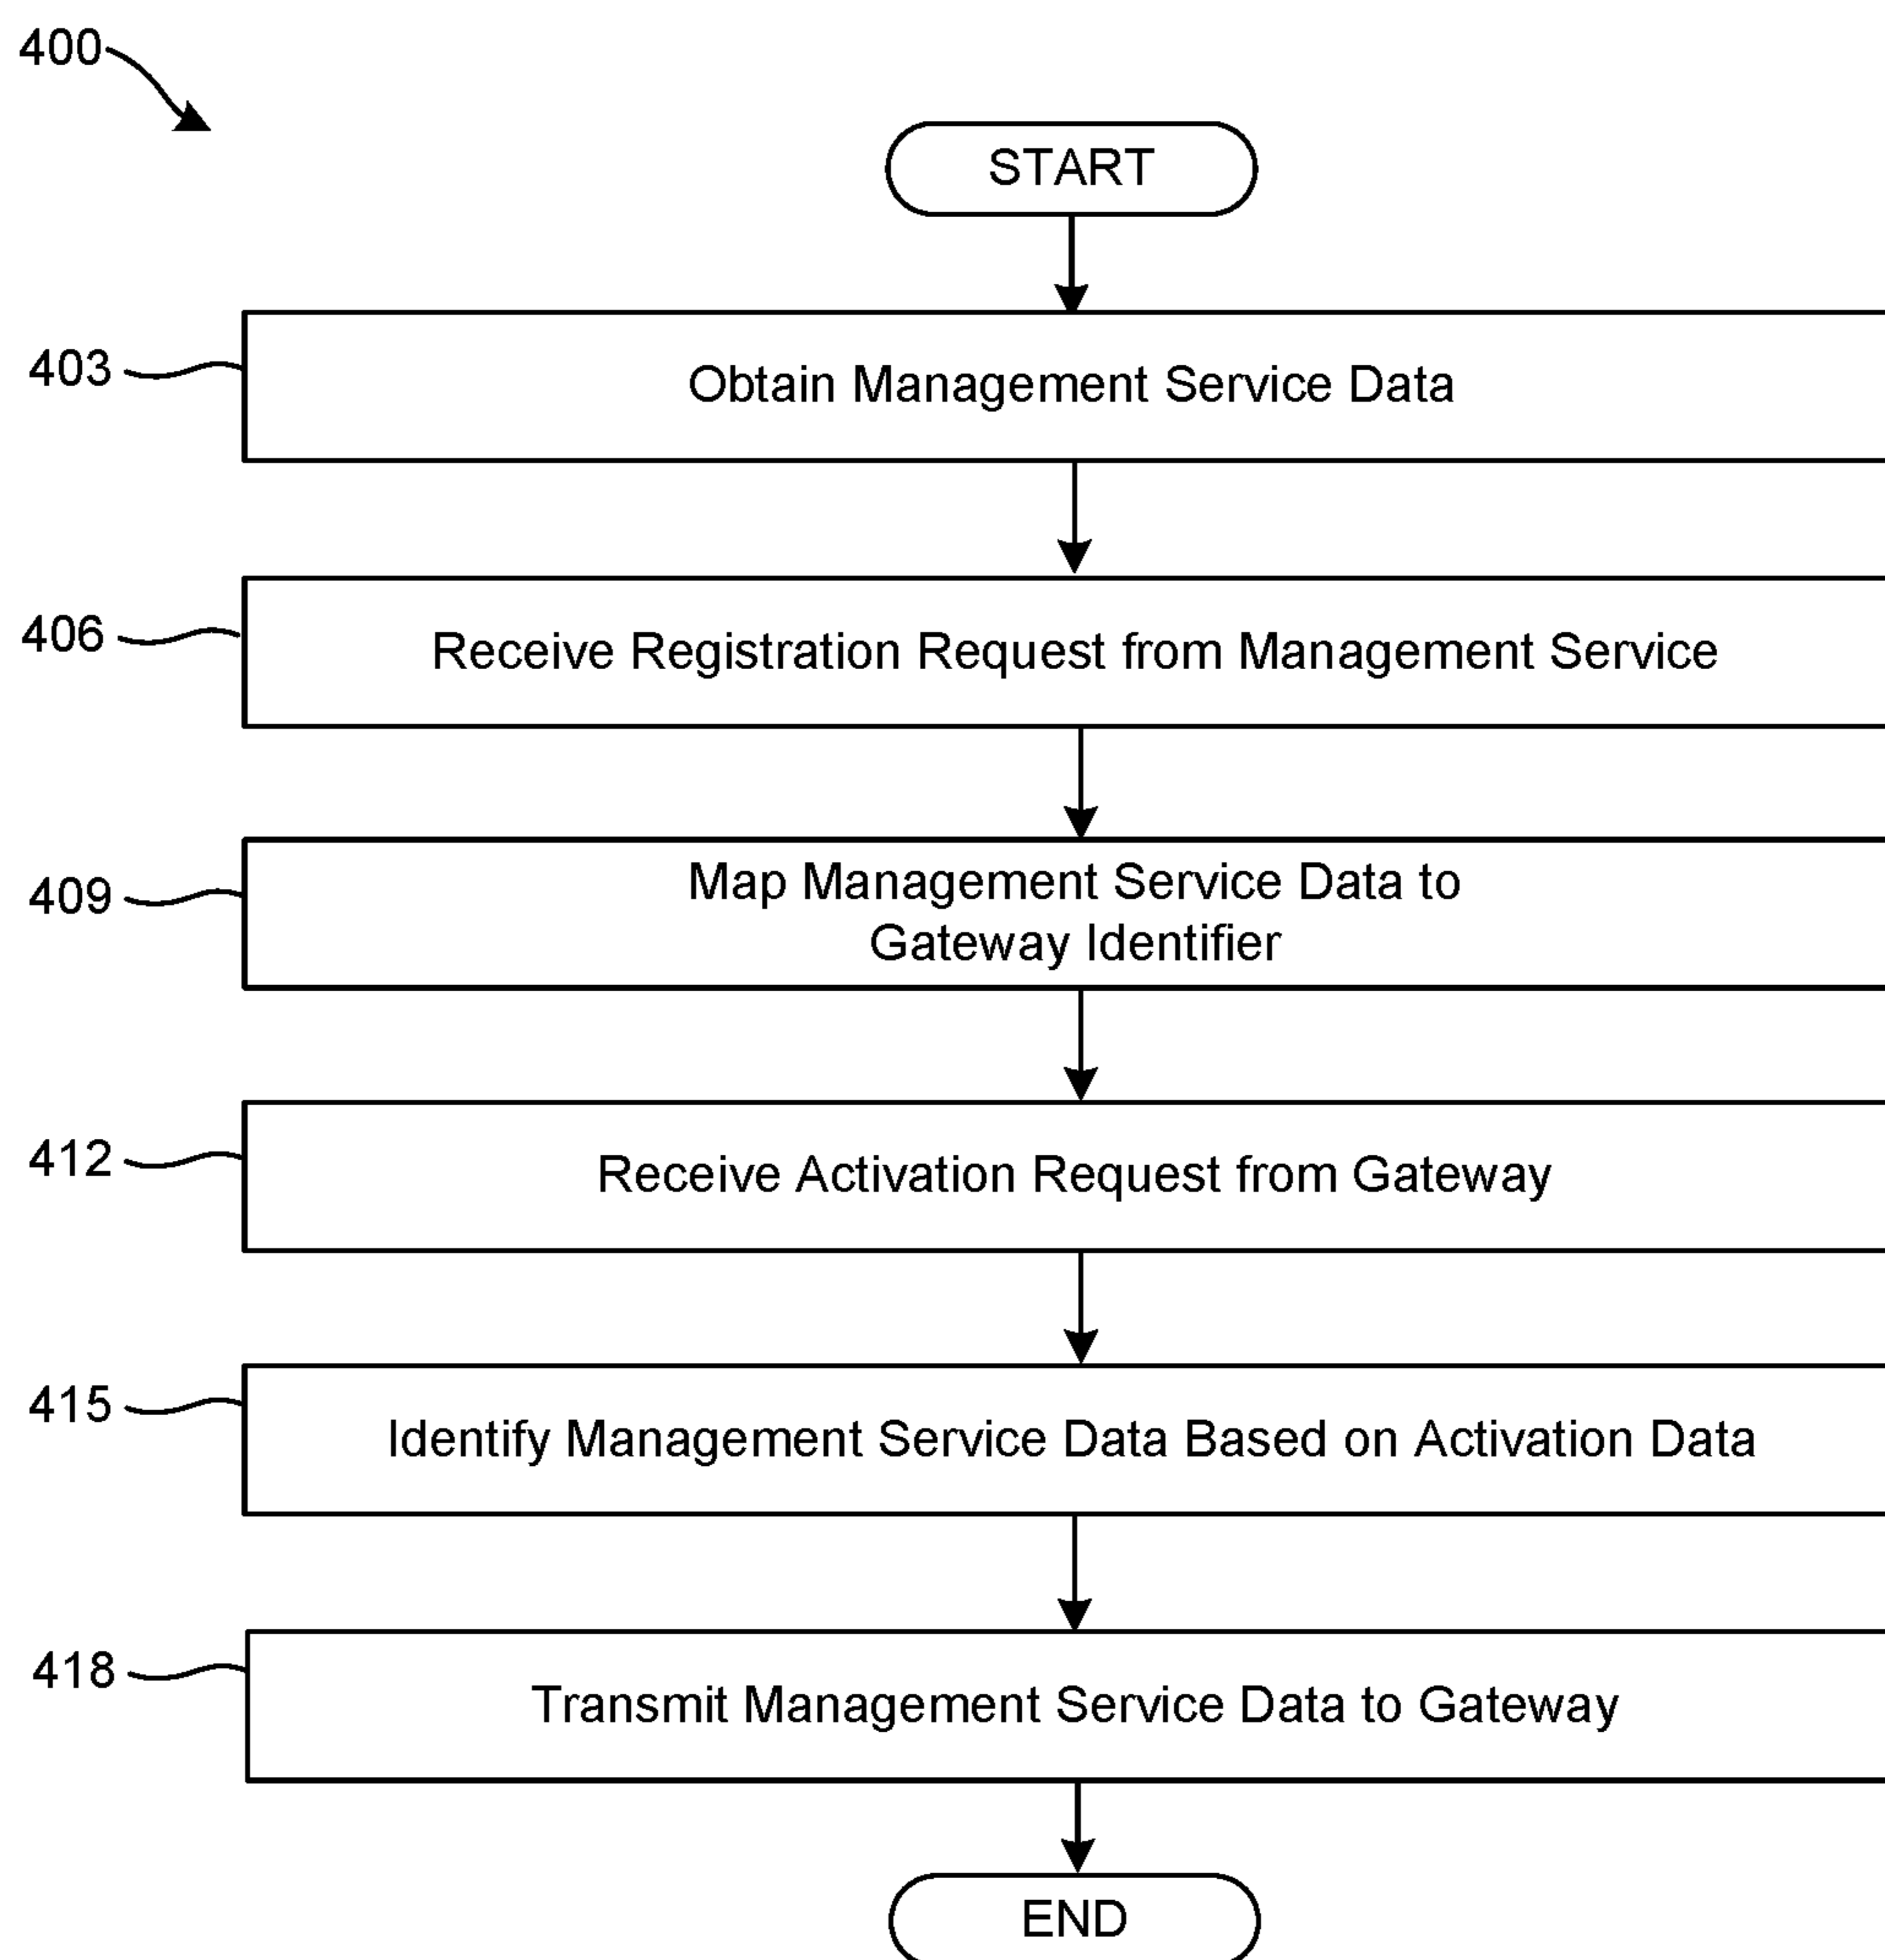 400
START
403
Obtain Management Service Data
406
Receive Registration Request from Management Service
409
Map Management Service Data to
Gateway Identifier
412
Receive Activation Request from Gateway
415
Identify Management Service Data Based on Activation Data
418
Transmit Management Service Data to Gateway
END